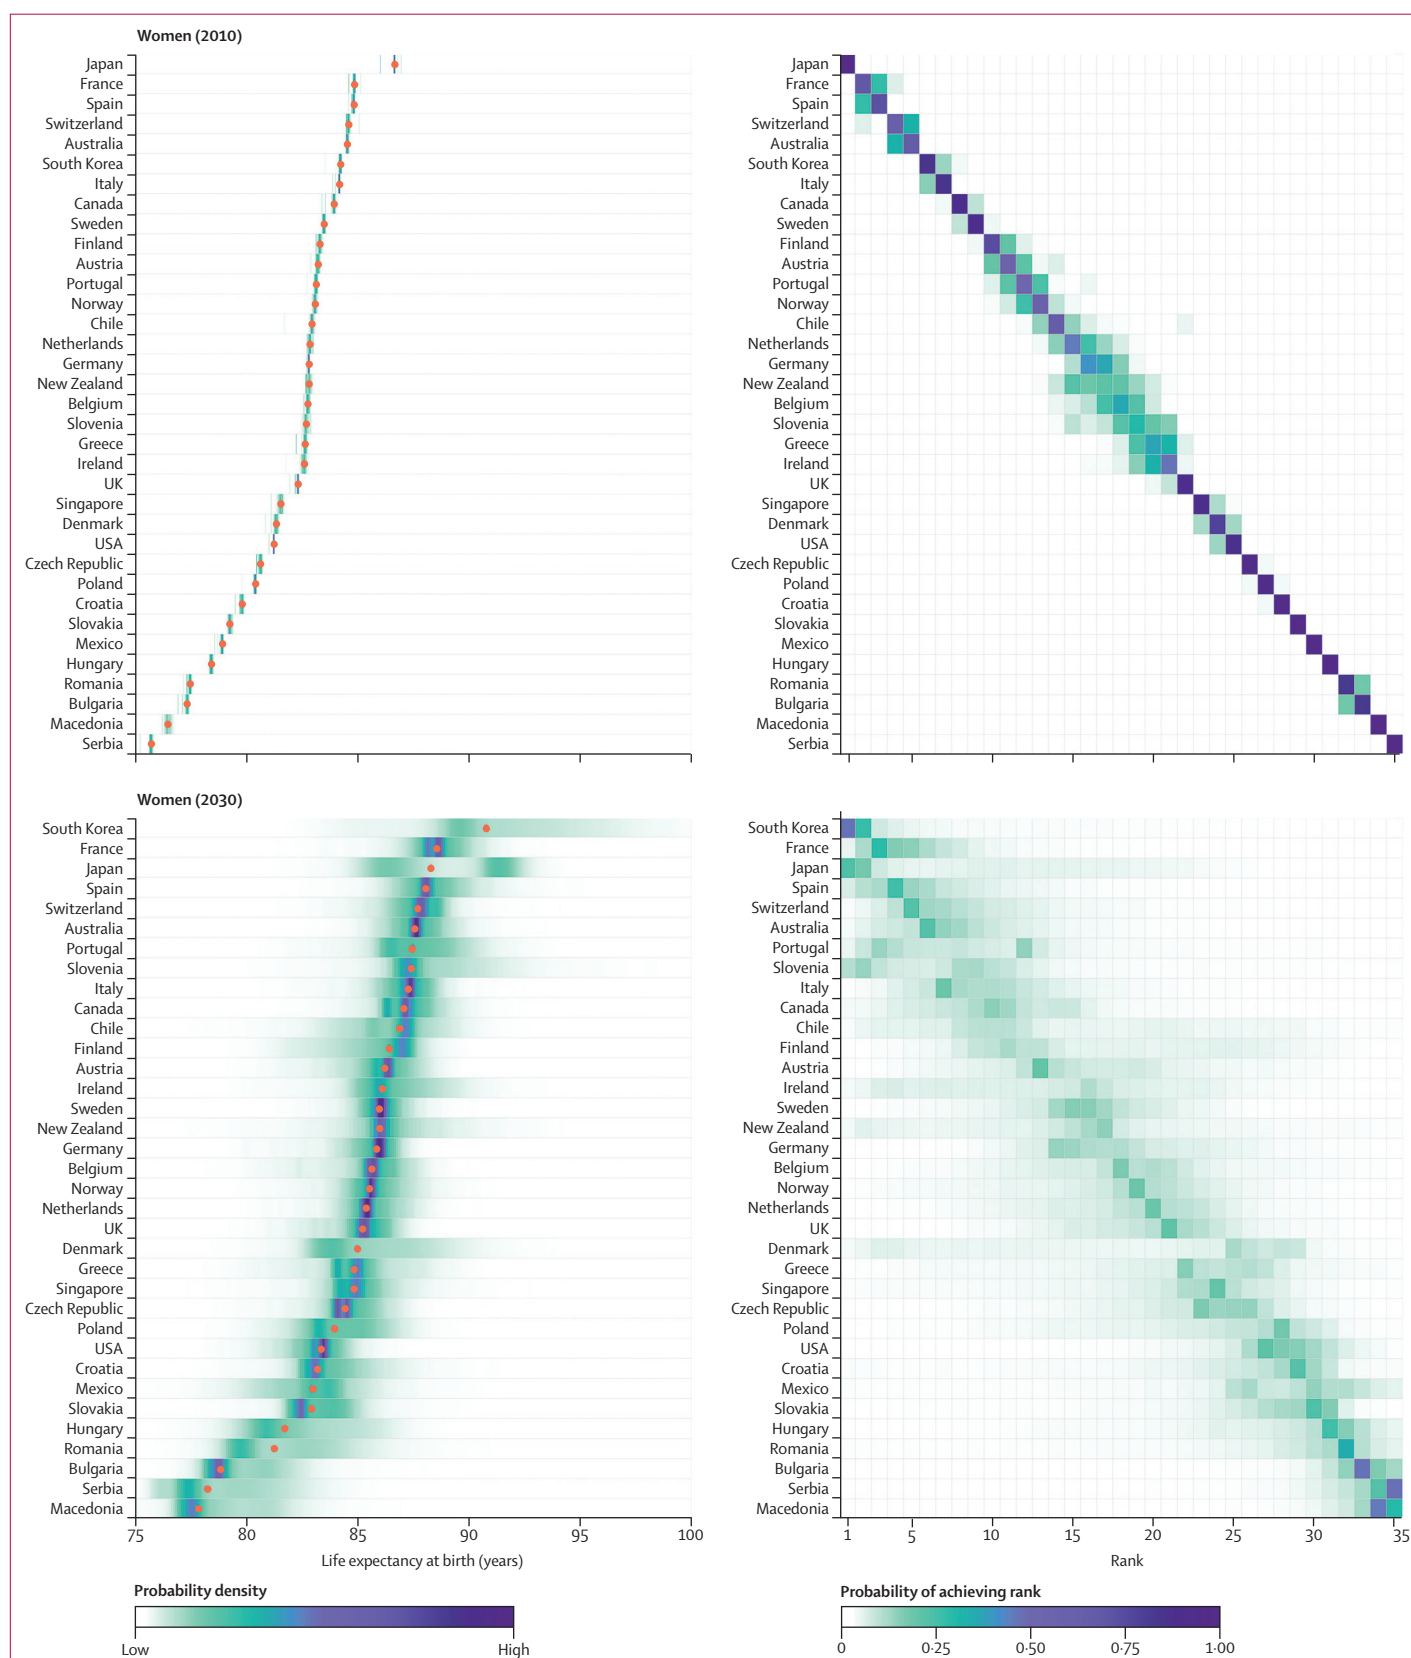 Women (2010)
Japan
France
Spain
Switzerland
Australia
South Korea
Italy
Canada
Sweden
Finland
Austria
Portugal
Norway
Chile
Netherlands
Germany
New Zealand
Belgium
Slovenia
Greece
Ireland
UK
Singapore
Denmark
USA
Czech Republic
Poland
Croatia
Slovakia
Mexico
Hungary
Romania
Bulgaria
Macedonia
Serbia
Japan
France
Spain
Switzerland
Australia
South Korea
Italy
Canada
Sweden
Finland
Austria
Portugal
Norway
Chile
Netherlands
Germany
New Zealand
Belgium
Slovenia
Greece
Ireland
UK
Singapore
Denmark
USA
Czech Republic
Poland
Croatia
Slovakia
Mexico
Hungary
Romania
Bulgaria
Macedonia
Serbia
Women (2030)
South Korea
France
Japan
Spain
Switzerland
Australia
Portugal
Slovenia
Italy
Canada
Chile
Finland
Austria
Ireland
Sweden
New Zealand
Germany
Belgium
Norway
Netherlands
UK
Denmark
Greece
Singapore
Czech Republic
Poland
USA
Croatia
Mexico
Slovakia
Hungary
Romania
Bulgaria
Serbia
Macedonia
75 80 85 90 95 100
Life expectancy at birth (years)
South Korea
France
Japan
Spain
Switzerland
Australia
Portugal
Slovenia
Italy
Canada
Chile
Finland
Austria
Ireland
Sweden
New Zealand
Germany
Belgium
Norway
Netherlands
UK
Denmark
Greece
Singapore
Czech Republic
Poland
USA
Croatia
Mexico
Slovakia
Hungary
Romania
Bulgaria
Serbia
Macedonia
1 5 10 15 20 25 30 35
Rank
Probability density
Low High
Probability of achieving rank
0 0·25 0·50 0·75 1·00